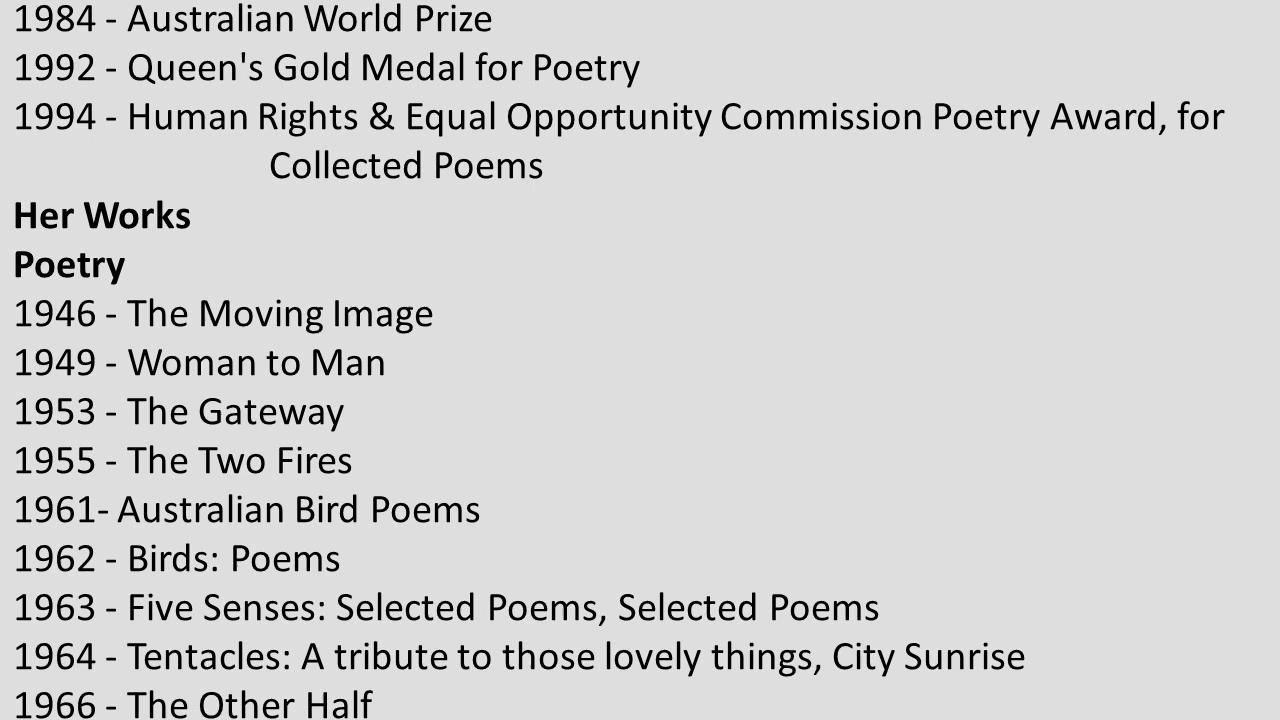 1984 - Australian World Prize
1992 - Queen's Gold Medal for Poetry
1994 - Human Rights & Equal Opportunity Commission Poetry Award, for
Collected Poems
Her Works
Poetry
1946 - The Moving Image
1949 - Woman to Man
1953 - The Gateway
1955 - The Two Fires
1961- Australian Bird Poems
1962 - Birds: Poems
1963 - Five Senses: Selected Poems, Selected Poems
1964 - Tentacles: A tribute to those lovely things, City Sunrise
1966 - The Other Half